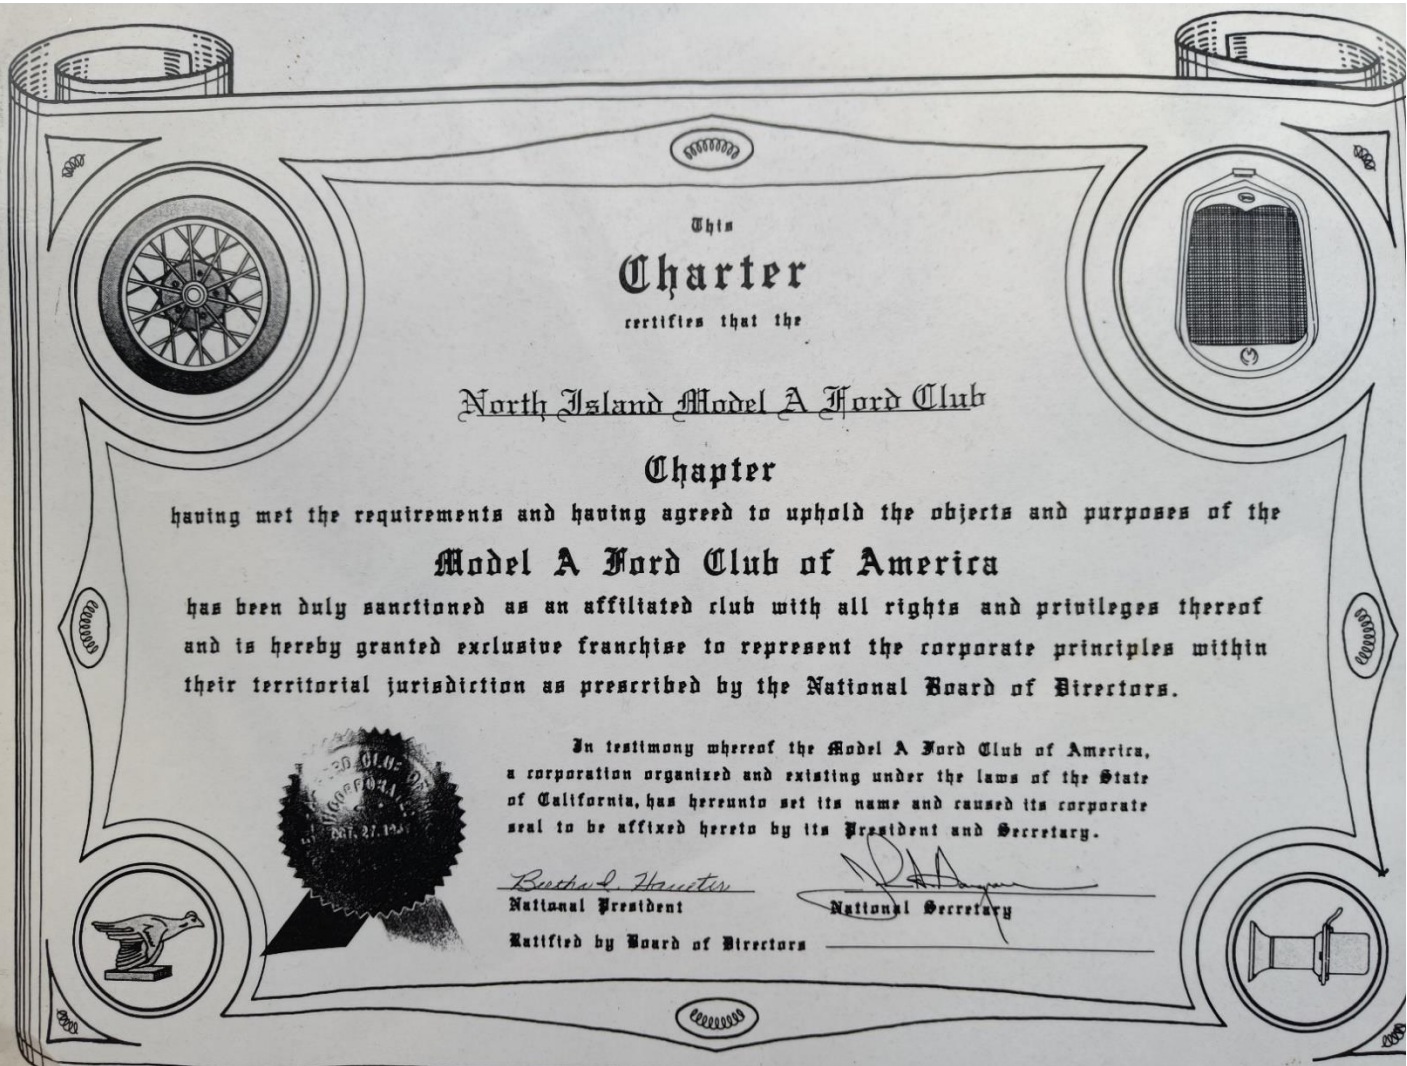 This
Charter
certifies that the
North Island Model A Ford Club
Chapter
having met the requirements and having agreed to uphold the objects and purposes of the
Model A Ford Club of America
has been duly sanctioned as an affiliated club with all rights and privileges thereof
and is hereby granted exclusive franchise to represent the corporate principles within
their territorial jurisdiction as prescribed by the National Board of Directors.
In testimony whereof the Model A Ford Club of America,
a corporation organized and existing under the laws of the State
of California, has hereunto set its name and caused its corporate
seal to be affixed hereto by its President and Secretary.
National President
National Secretary
Ratified by Board of Directors